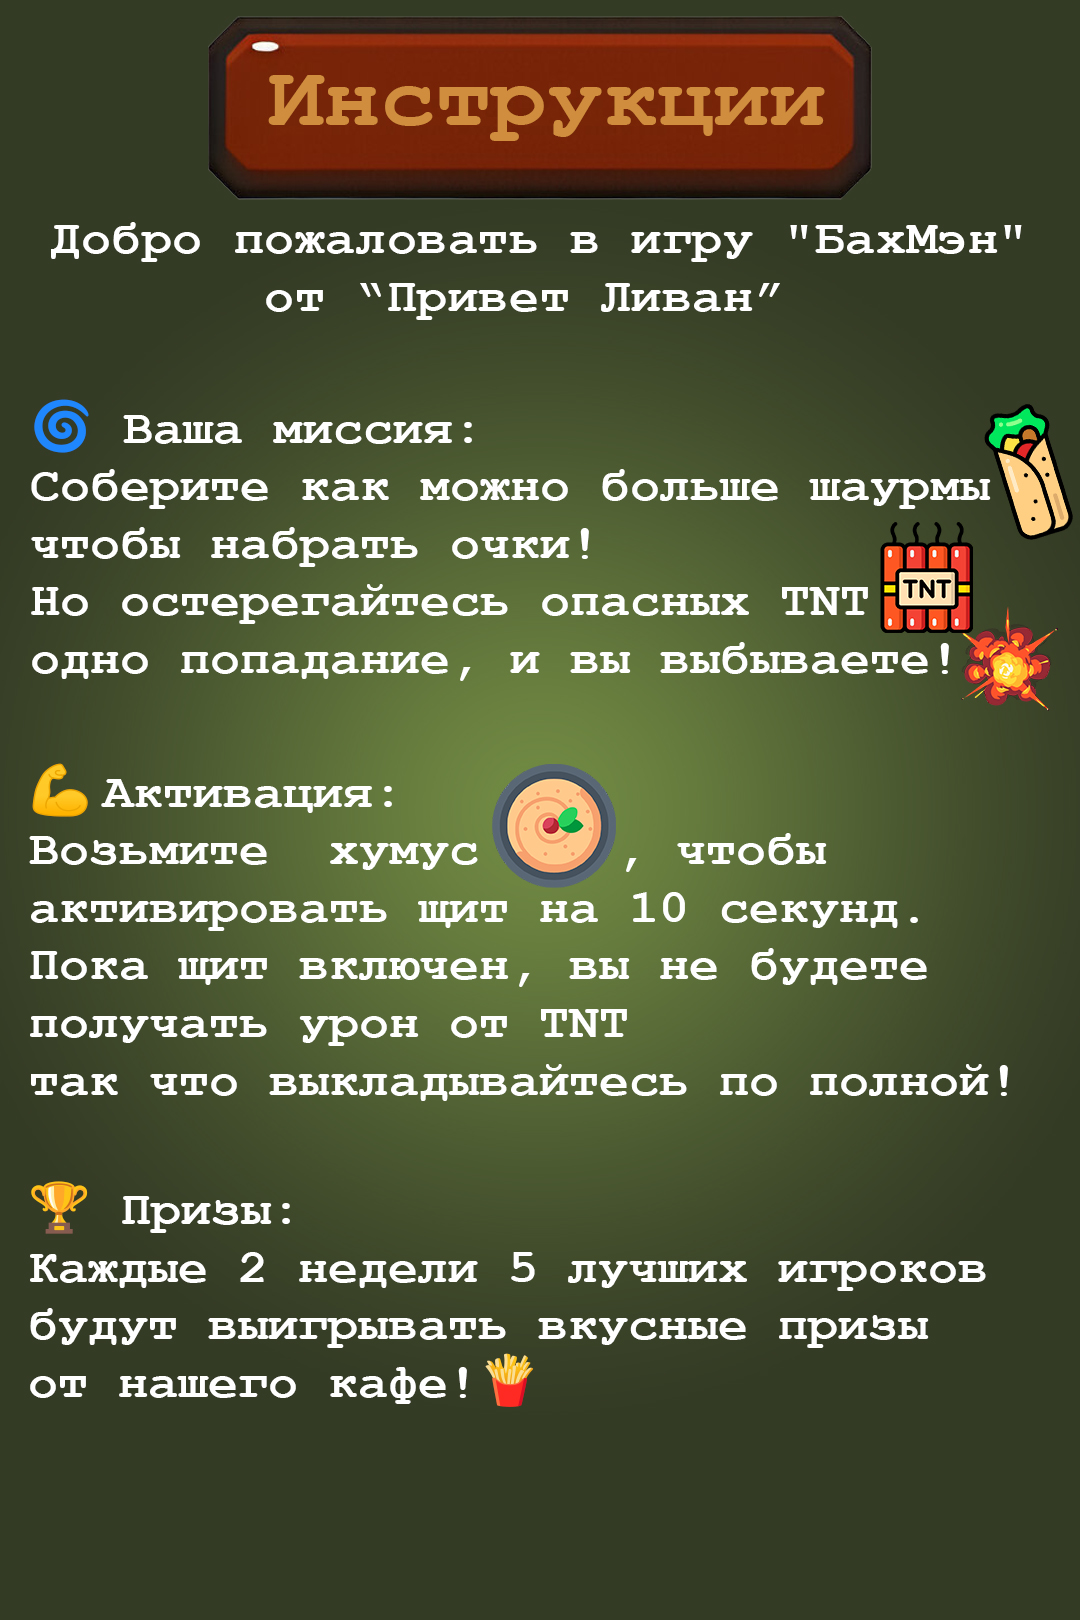 Инструкции
Добро пожаловать в игру "БахМэн"
от “Привет Ливан”
Ваша миссия:
Соберите как можно больше шаурмы
чтобы набрать очки!
Но остерегайтесь опасных TNT
TNT
одно попадание, и вы выбываете!
Активация:
Возьмите хумус , чтобы
активировать щит на 10 секунд.
Пока щит включен, вы не будете
получать урон от TNT
так что выкладывайтесь по полной!
Призы:
Каждые 2 недели 5 лучших игроков
будут выигрывать вкусные призы
от нашего кафе!